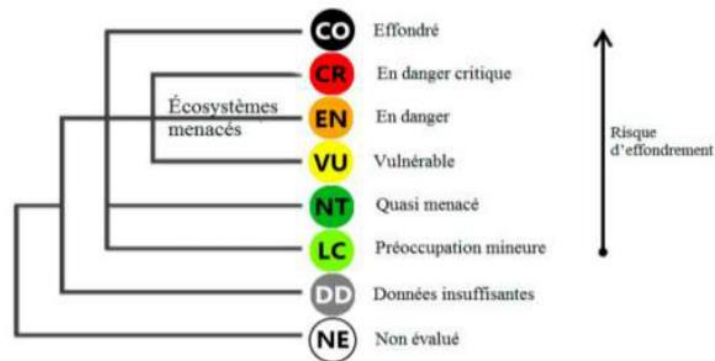 CO Effondré
CR En danger critique
Écosystèmes
menacés
EN En danger
VU Vulnérable
NT Quasi menacé
LC Préoccupation mineure
DD Données insuffisantes
NE Non évalué
Risque
d'effondrement